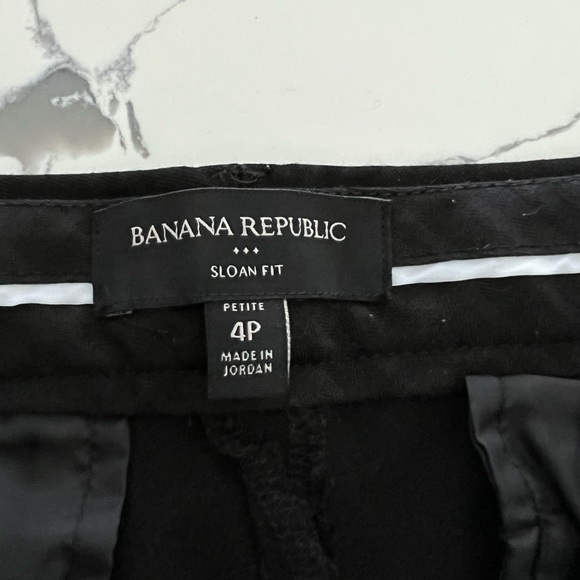 BANANA REPUBLIC
SLOAN FIT
PETITE
4P
MADE IN
JORDAN